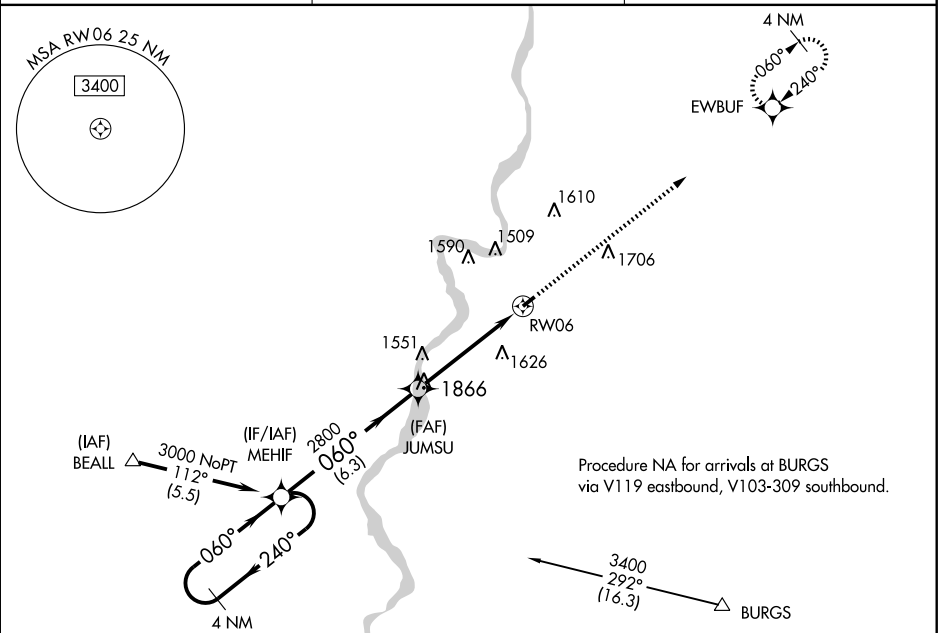 MSA RW06 25 NM
3400
4 NM
060°
240°
EWBUF
1610
1509
1590
1706
RW06
1551
1626
1866
(FAF)
JUMSU
(IAF)
BEALL
3000 NoPT
112°
(5.5)
(IF/IAF)
MEHIF
2800
060°
(6.3)
060°
240°
4 NM
Procedure NA for arrivals at BURGS
via V119 eastbound, V103-309 southbound.
3400
292°
(16.3)
BURGS